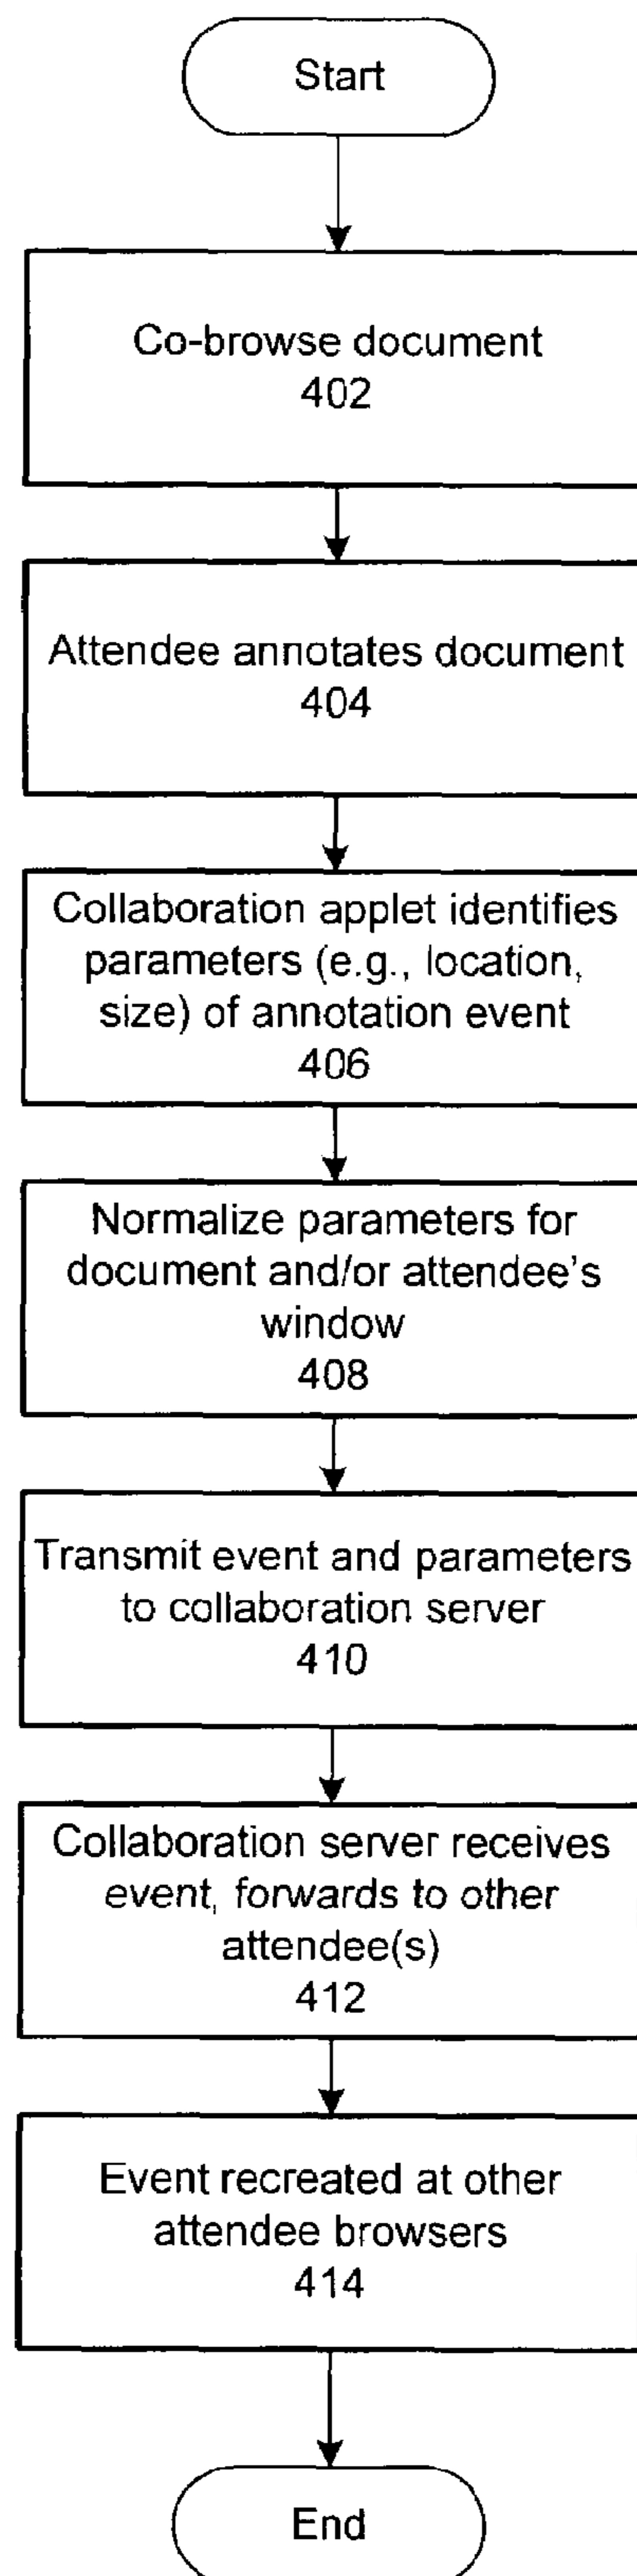 Start
Co-browse document
402
Attendee annotates document
404
Collaboration applet identifies
parameters (e.g., location,
size) of annotation event
406
Normalize parameters for
document and/or attendee's
window
408
Transmit event and parameters
to collaboration server
410
Collaboration server receives
event, forwards to other
attendee(s)
412
Event recreated at other
attendee browsers
414
End